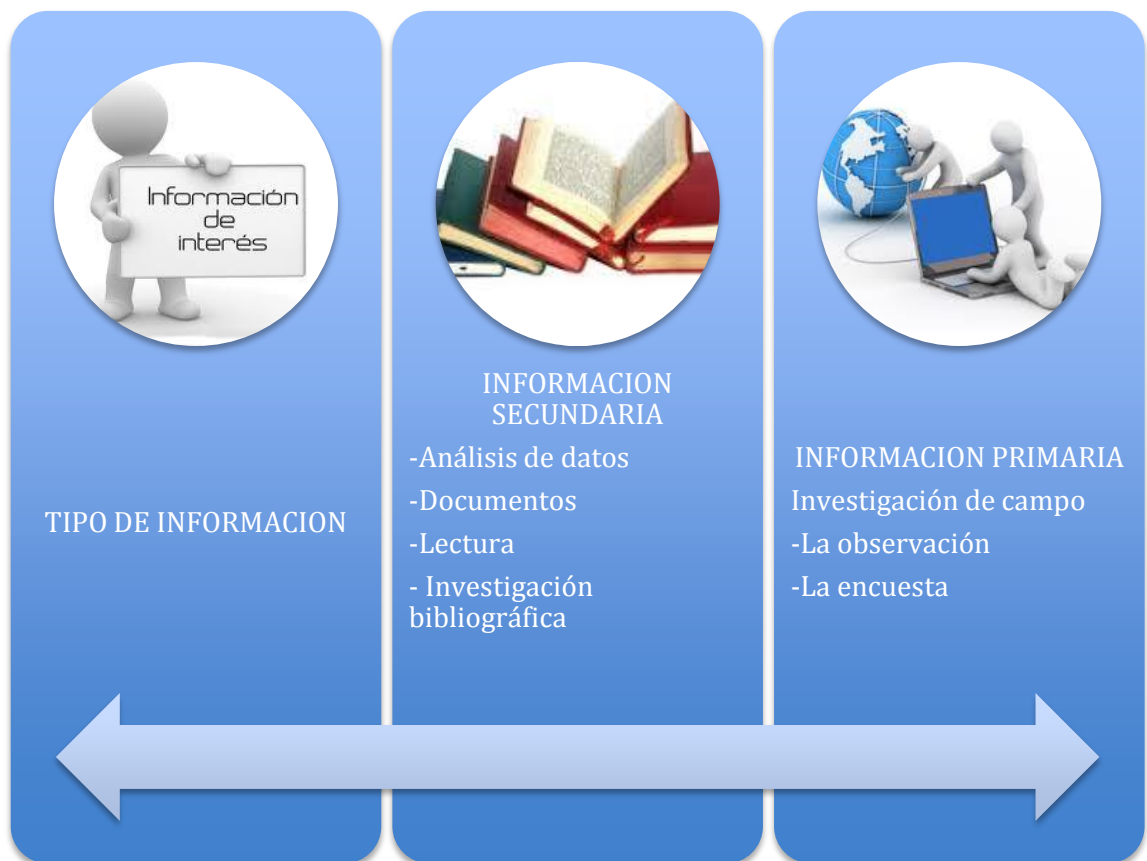 Información
de
interés
TIPO DE INFORMACION
INFORMACION
SECUNDARIA
-Análisis de datos
-Documentos
-Lectura
- Investigación
bibliográfica
INFORMACION PRIMARIA
Investigación de campo
-La observación
-La encuesta